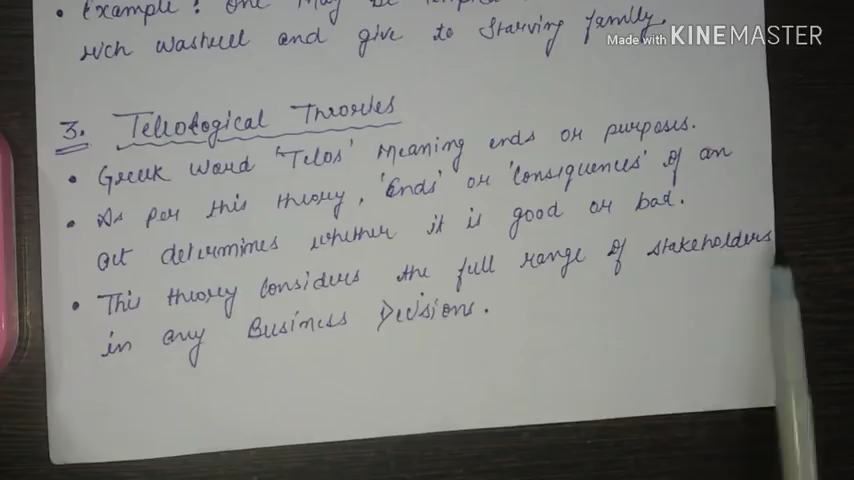 • Example : One may be
rich wastrel and give to Starving family.
Made with KINEMASTER
3. Teleological Theories
• Greek word 'Telos' Meaning ends or purposes.
• As per this theory, 'Ends' or 'Consequences' of an
act determines whether it is good or bad.
• This theory Considers the full range of stakeholders
in any Business Decisions.